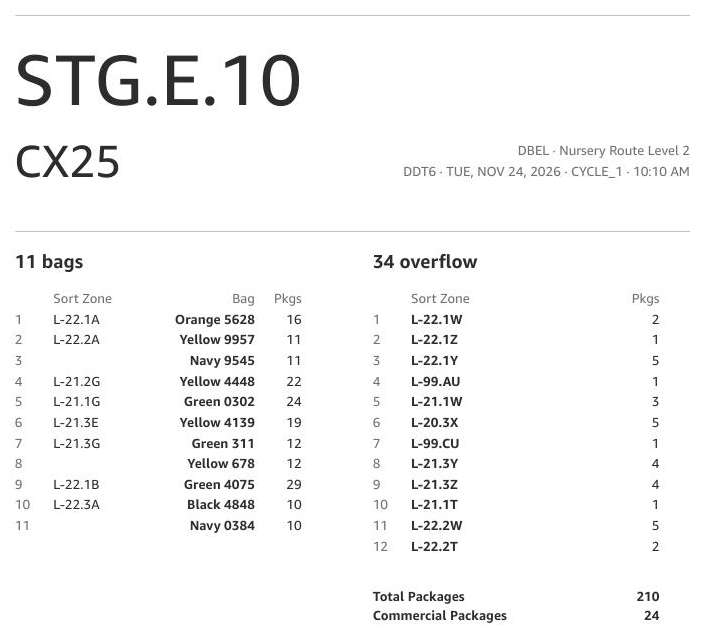 STG.E.10
CX25
DBEL · Nursery Route Level 2
DDT6 · TUE, NOV 24, 2026 · CYCLE_1 · 10:10 AM
11 bags
Sort Zone Bag Pkgs
1 L-22.1A Orange 5628 16
2 L-22.2A Yellow 9957 11
3 Navy 9545 11
4 L-21.2G Yellow 4448 22
5 L-21.1G Green 0302 24
6 L-21.3E Yellow 4139 19
7 L-21.3G Green 311 12
8 Yellow 678 12
9 L-22.1B Green 4075 29
10 L-22.3A Black 4848 10
11 Navy 0384 10
34 overflow
Sort Zone Pkgs
1 L-22.1W 2
2 L-22.1Z 1
3 L-22.1Y 5
4 L-99.AU 1
5 L-21.1W 3
6 L-20.3X 5
7 L-99.CU 1
8 L-21.3Y 4
9 L-21.3Z 4
10 L-21.1T 1
11 L-22.2W 5
12 L-22.2T 2
Total Packages 210
Commercial Packages 24